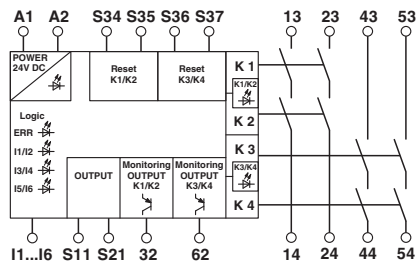 A1 A2 S34 S35 S36 S37 13 23 43 53
POWER
24V DC
Reset
K1/K2
Reset
K3/K4
K 1
K1/K2
K 2
Logic
ERR
I1/I2
I3/I4
I5/I6
OUTPUT
Monitoring
OUTPUT
K1/K2
Monitoring
OUTPUT
K3/K4
K 3
K3/K4
K 4
I1...I6 S11 S21 32 62 14 24 44 54